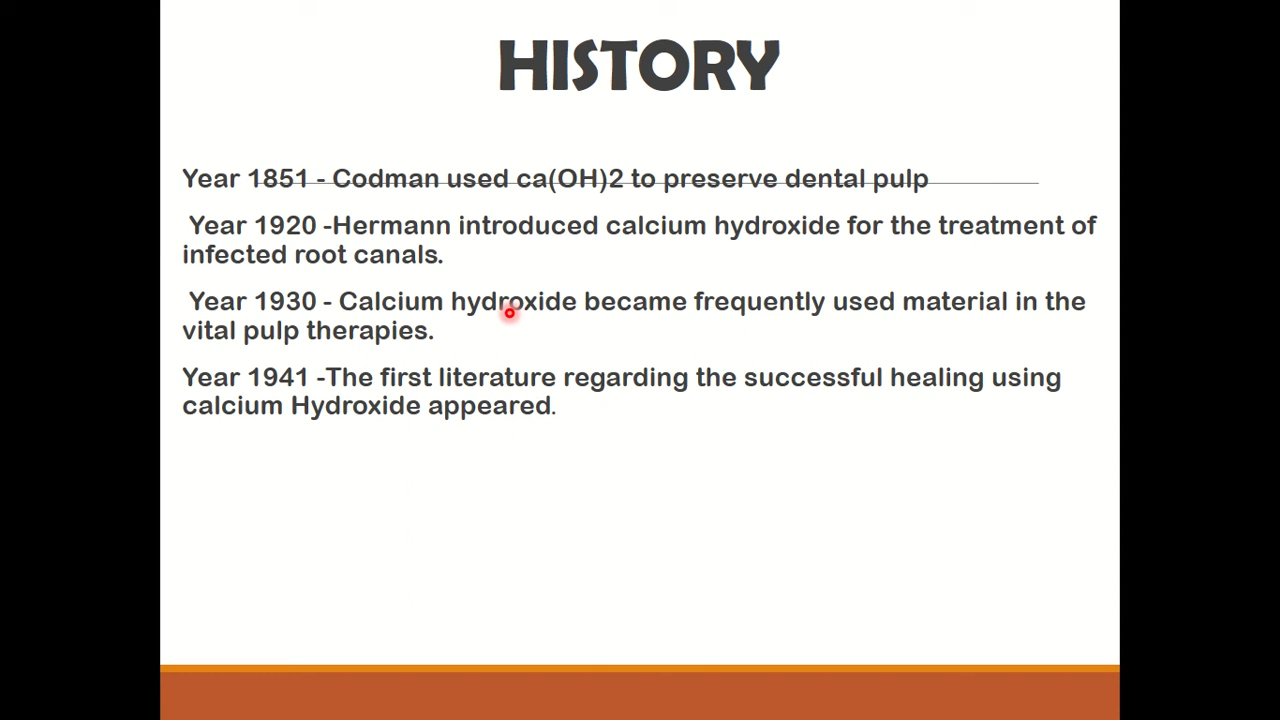 HISTORY
Year 1851 - Codman used ca(OH)2 to preserve dental pulp
Year 1920 -Hermann introduced calcium hydroxide for the treatment of
infected root canals.
Year 1930 - Calcium hydroxide became frequently used material in the
vital pulp therapies.
Year 1941 -The first literature regarding the successful healing using
calcium Hydroxide appeared.